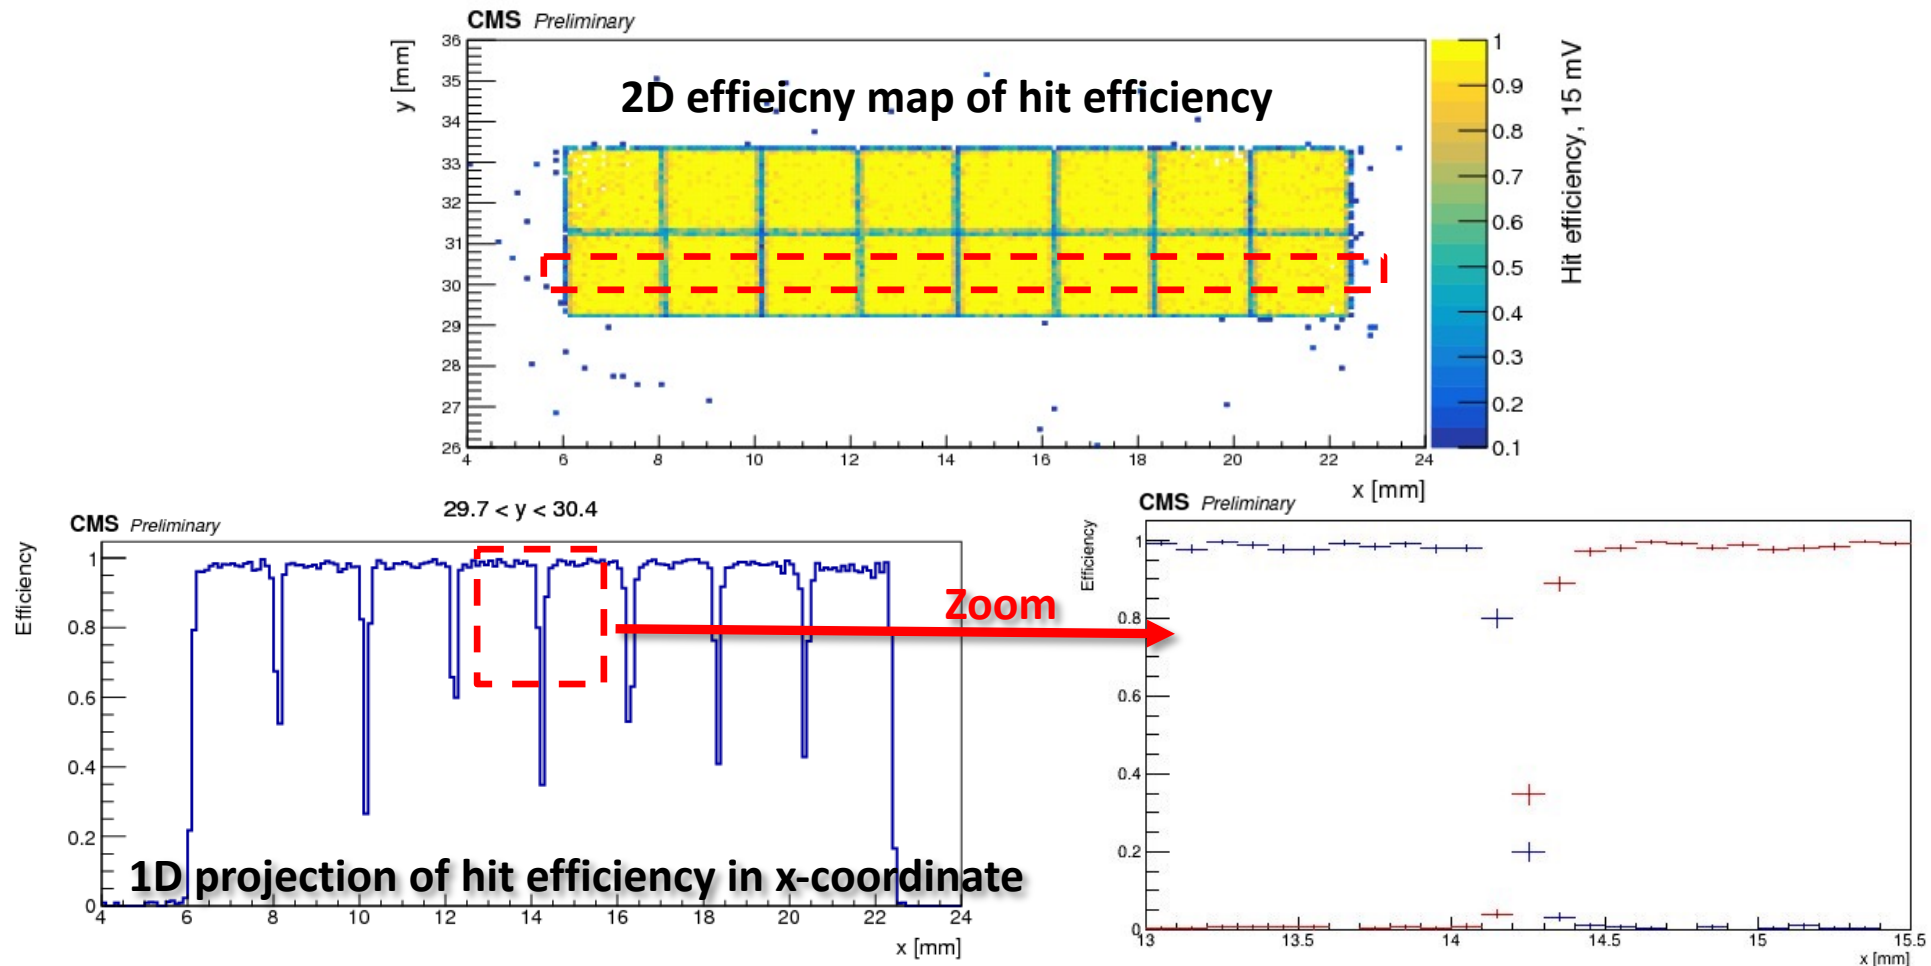 CMS Preliminary
2D effieicny map of hit efficiency
y [mm]
36
35
34
33
32
31
30
29
28
27
26
4 6 8 10 12 14 16 18 20 22 24
x [mm]
1
0.9
0.8
0.7
0.6
0.5
0.4
0.3
0.2
0.1
Hit efficiency, 15 mV
CMS Preliminary
29.7 < y < 30.4
Efficiency
1
0.8
0.6
0.4
0.2
0
1D projection of hit efficiency in x-coordinate
4 6 8 10 12 14 16 18 20 22 24
x [mm]
Zoom
CMS Preliminary
Efficiency
1
0.8
0.6
0.4
0.2
0
13 13.5 14 14.5 15 15.5
x [mm]